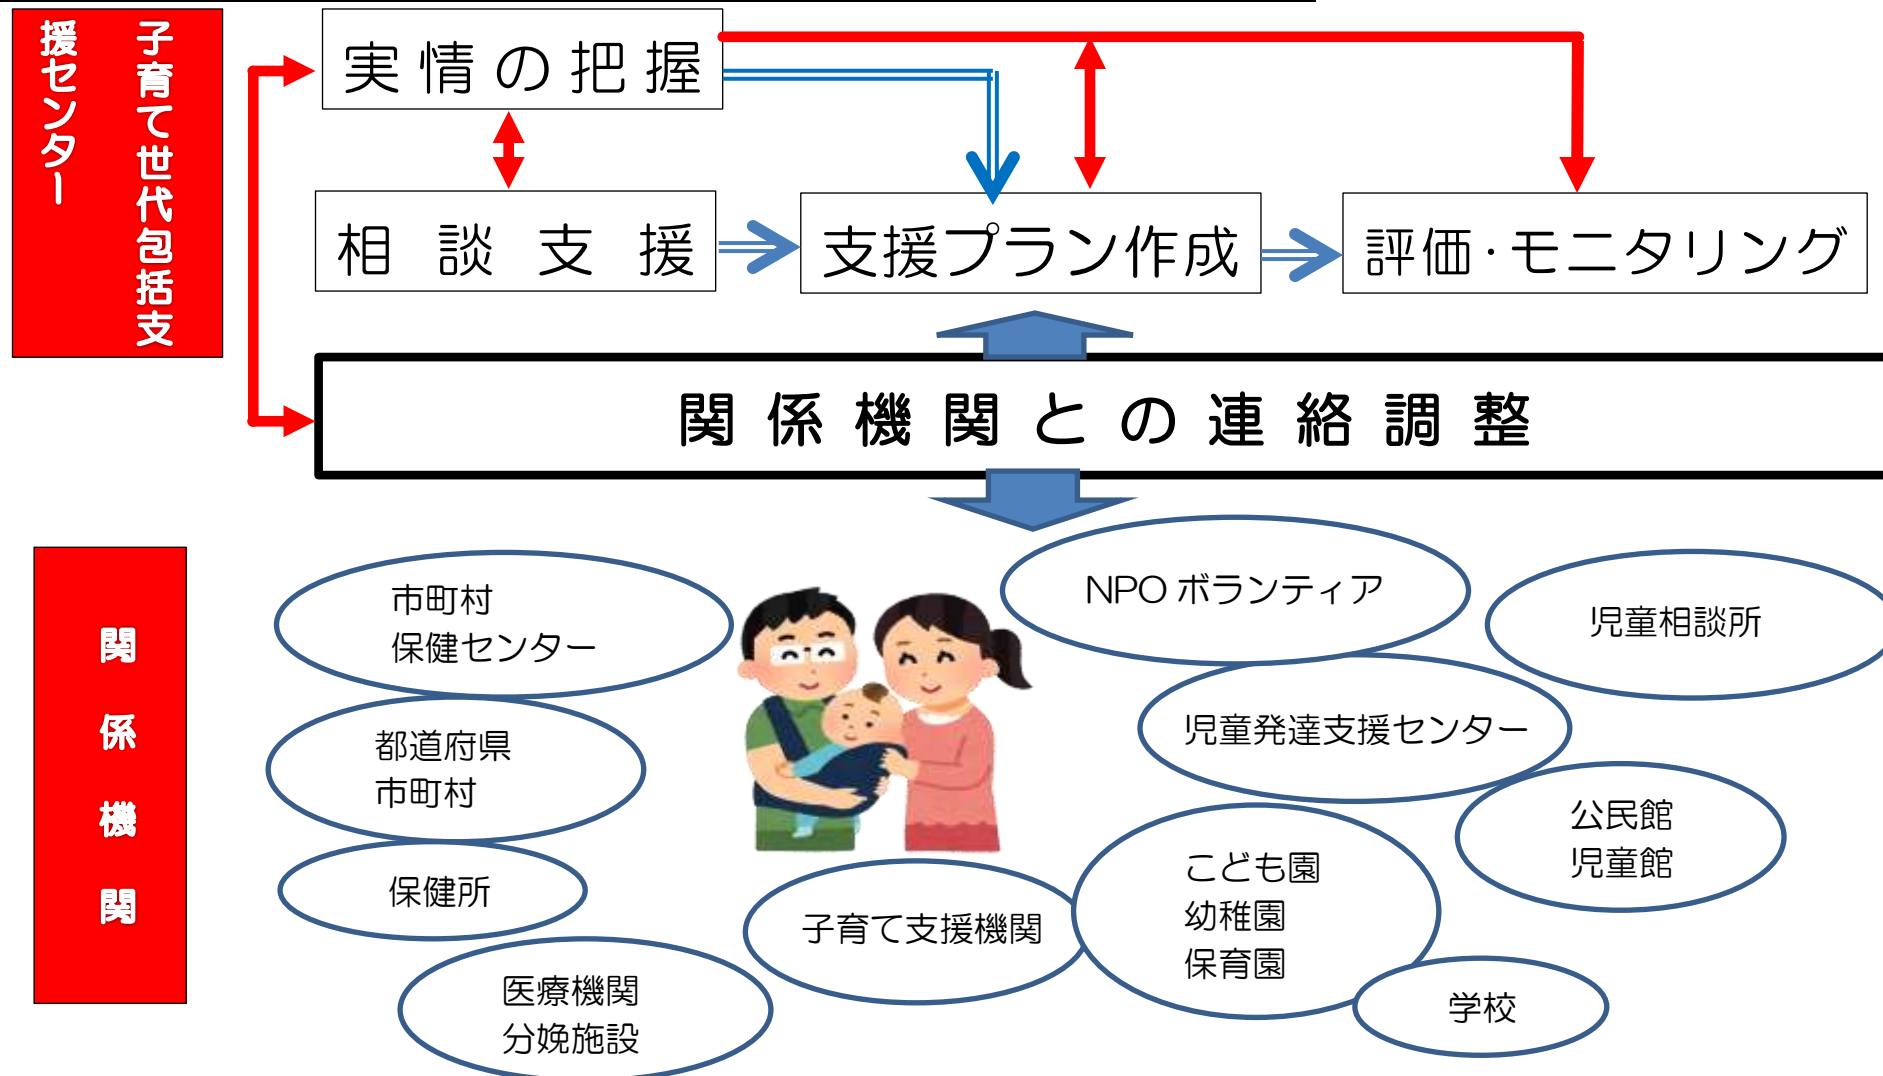 子育て世代包括支
援センター
実情の把握
相談支援
支援プラン作成
評価・モニタリング
関係機関との連絡調整
関係機関
市町村
保健センター
NPO ボランティア
児童相談所
都道府県
市町村
児童発達支援センター
公民館
児童館
保健所
子育て支援機関
こども園
幼稚園
保育園
医療機関
分娩施設
学校